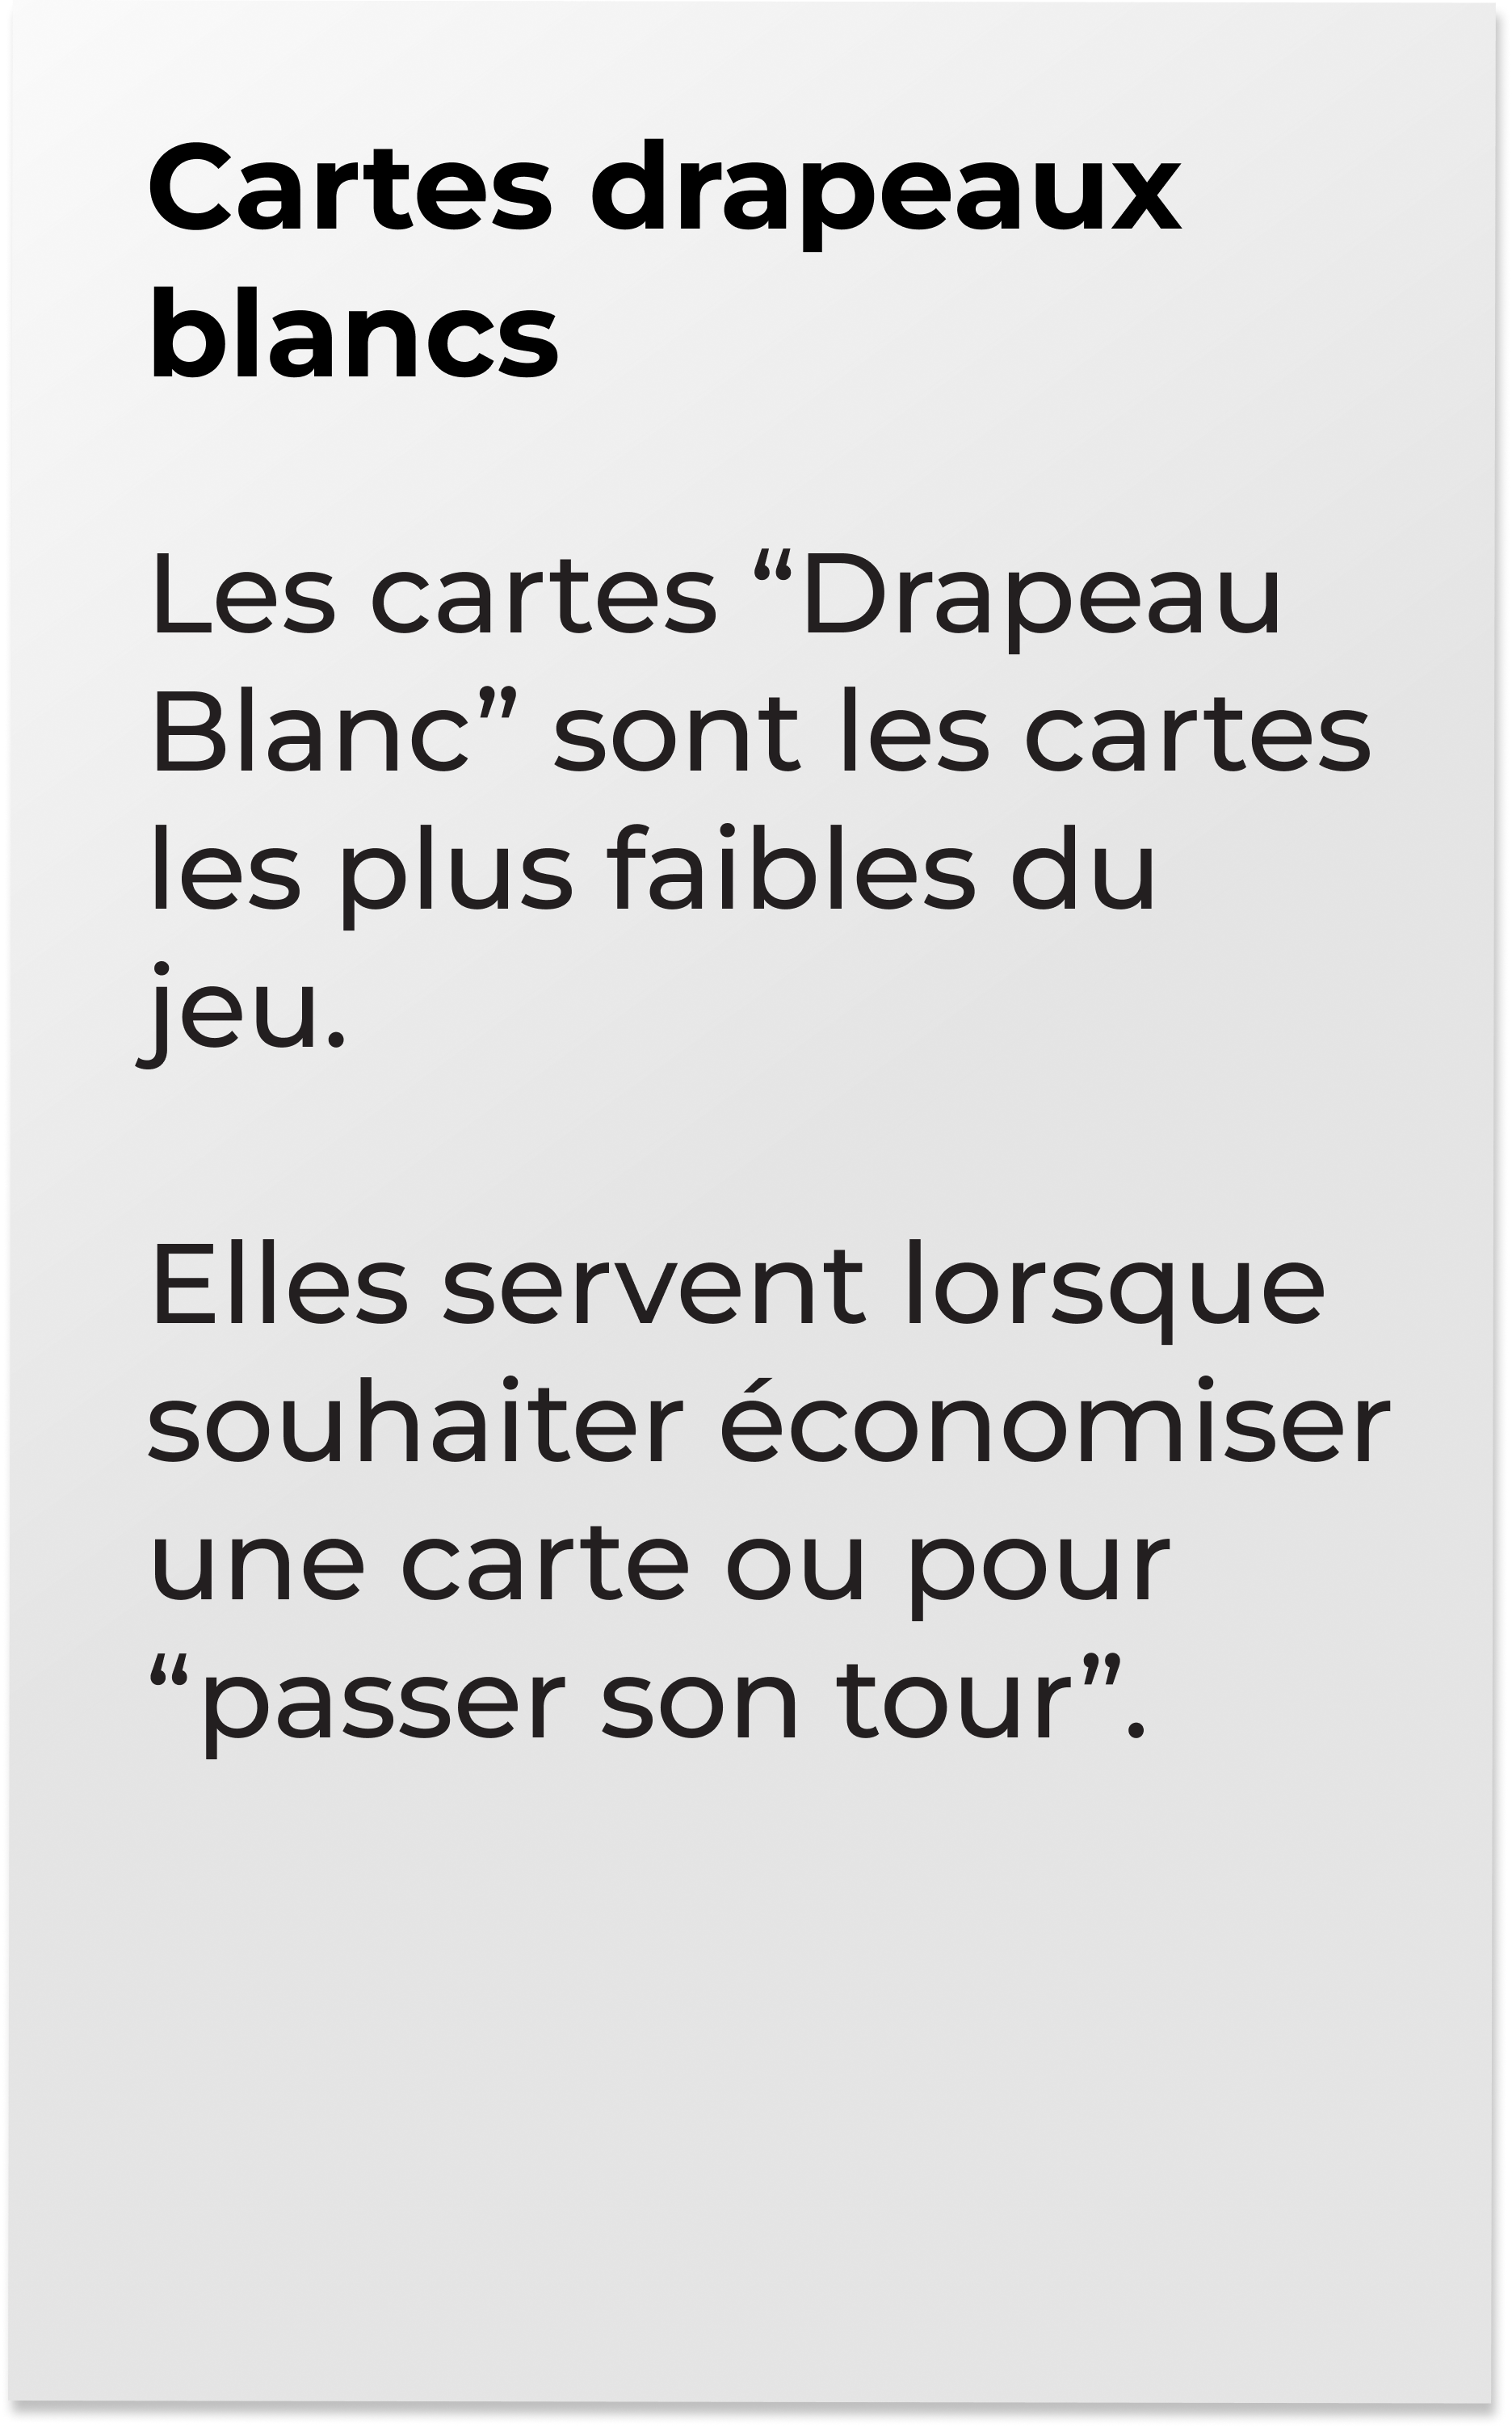 Cartes drapeaux
blancs
Les cartes “Drapeau
Blanc” sont les cartes
les plus faibles du
jeu.
Elles servent lorsque
souhaiter économiser
une carte ou pour
“passer son tour”.